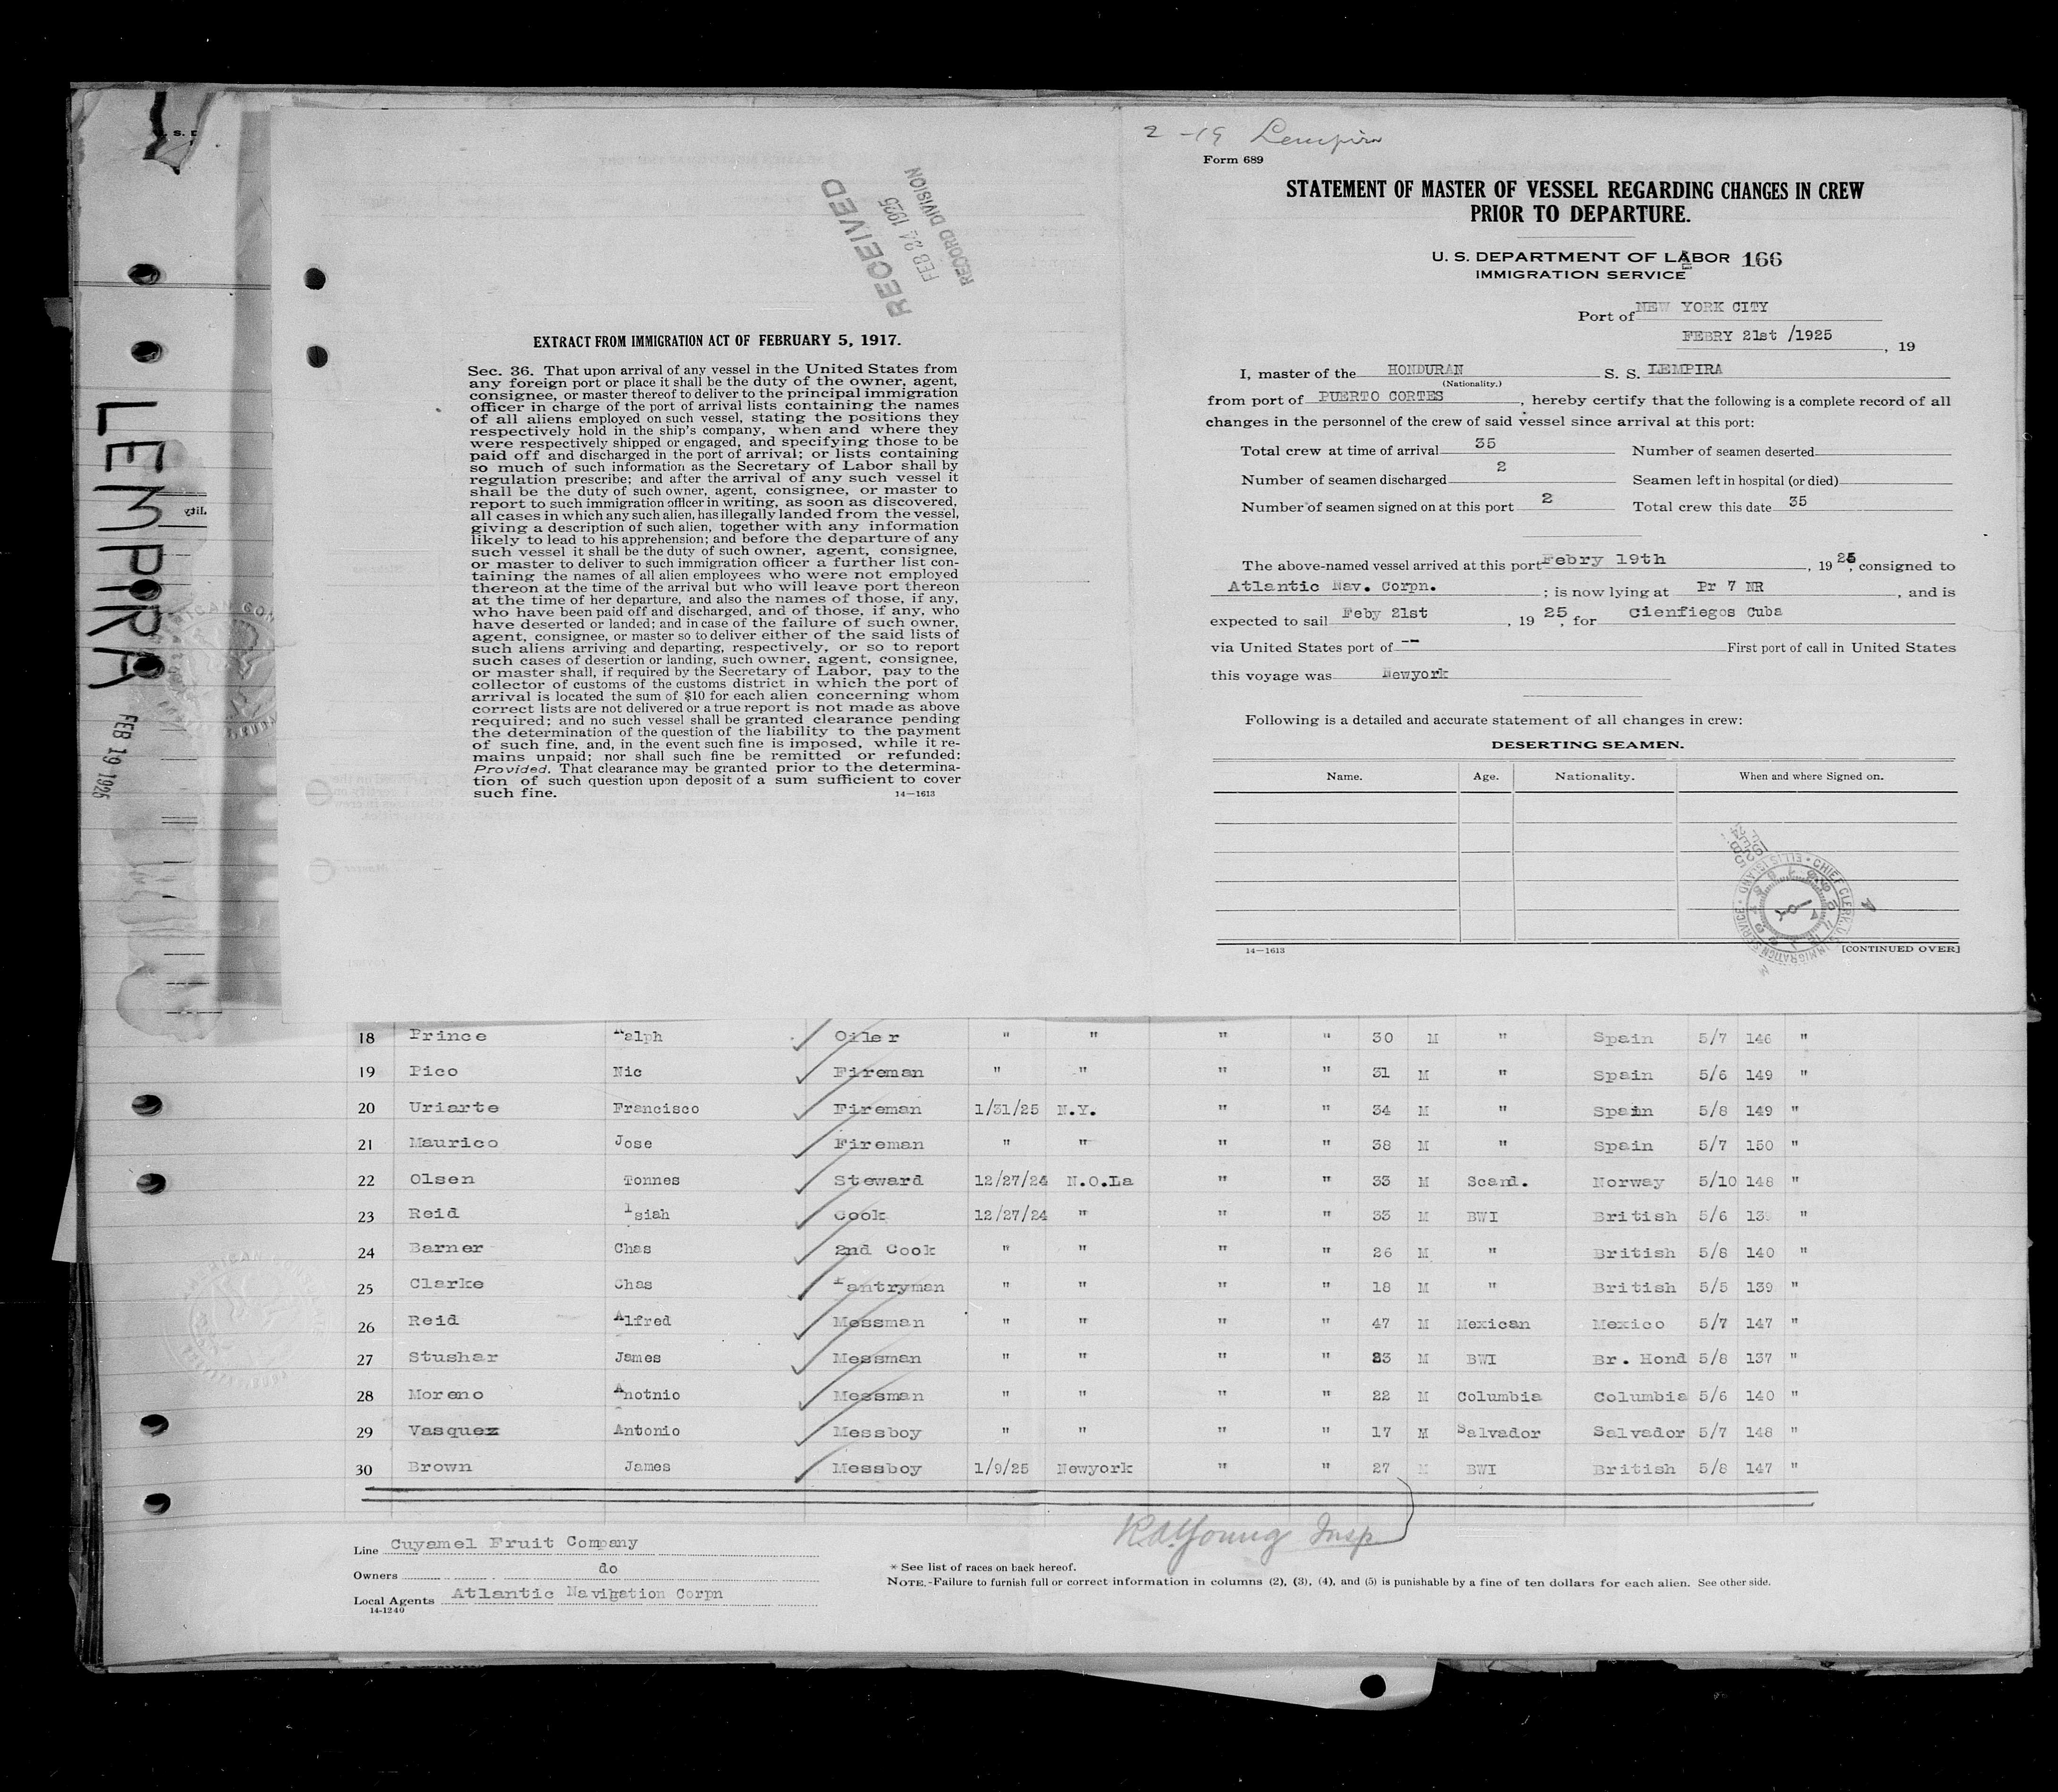 LEMPIRA
FEB 19 1925
RECEIVED
FEB 24 1925
RECORD DIVISION
EXTRACT FROM IMMIGRATION ACT OF FEBRUARY 5, 1917.
Sec. 36. That upon arrival of any vessel in the United States from
any foreign port or place it shall be the duty of the owner, agent,
consignee, or master thereof to deliver to the principal immigration
officer in charge of the port of arrival lists containing the names
of all aliens employed on such vessel, stating the positions they
respectively hold in the ship's company, when and where they
were respectively shipped or engaged, and specifying those to be
paid off and discharged in the port of arrival; or lists containing
so much of such information as the Secretary of Labor shall by
regulation prescribe; and after the arrival of any such vessel it
shall be the duty of such owner, agent, consignee, or master to
report to such immigration officer in writing, as soon as discovered,
all cases in which any such alien, has illegally landed from the vessel,
giving a description of such alien, together with any information
likely to lead to his apprehension; and before the departure of any
such vessel it shall be the duty of such owner, agent, consignee,
or master to deliver to such immigration officer a further list con-
taining the names of all alien employees who were not employed
thereon at the time of the arrival but who will leave port thereon
at the time of her departure, and also the names of those, if any,
who have been paid off and discharged, and of those, if any, who
have deserted or landed; and in case of the failure of such owner,
agent, consignee, or master so to deliver either of the said lists of
such aliens arriving and departing, respectively, or so to report
such cases of desertion or landing, such owner, agent, consignee,
or master shall, if required by the Secretary of Labor, pay to the
collector of customs of the customs district in which the port of
arrival is located the sum of $10 for each alien concerning whom
correct lists are not delivered or a true report is not made as above
required; and no such vessel shall be granted clearance pending
the determination of the question of the liability to the payment
of such fine, and, in the event such fine is imposed, while it re-
mains unpaid; nor shall such fine be remitted or refunded:
Provided. That clearance may be granted prior to the determina-
tion of such question upon deposit of a sum sufficient to cover
such fine. 14—1613
2 -19 Lempira
Form 689
STATEMENT OF MASTER OF VESSEL REGARDING CHANGES IN CREW
PRIOR TO DEPARTURE.
U. S. DEPARTMENT OF LABOR 166
IMMIGRATION SERVICE
Port of NEW YORK CITY
FEBRY 21st /1925 , 19
I, master of the HONDURAN S. S. LEMPIRA
(Nationality.)
from port of PUERTO CORTES , hereby certify that the following is a complete record of all
changes in the personnel of the crew of said vessel since arrival at this port:
Total crew at time of arrival 35 Number of seamen deserted
Number of seamen discharged 2 Seamen left in hospital (or died)
Number of seamen signed on at this port 2 Total crew this date 35
The above-named vessel arrived at this port Febry 19th , 19 25, consigned to
Atlantic Nav. Corpn. ; is now lying at Pr 7 NR , and is
expected to sail Feby 21st , 19 25, for Cienfiegos Cuba
via United States port of -- First port of call in United States
this voyage was Newyork
Following is a detailed and accurate statement of all changes in crew:
DESERTING SEAMEN.
Name. Age. Nationality. When and where Signed on.
CHIEF CLERK U.S. IMMIGRATION SERVICE • ELLIS ISLAND
14—1613 [CONTINUED OVER]
18 Prince Ralph Oiler " " " " 30 M " Spain 5/7 146 "
19 Pico Nic Fireman " " " " 31 M " Spain 5/6 149 "
20 Uriarte Francisco Fireman 1/31/25 N.Y. " " 34 M " Spain 5/8 149 "
21 Maurico Jose Fireman " " " " 38 M " Spain 5/7 150 "
22 Olsen Tonnes Steward 12/27/24 N.O.La " " 33 M Scand. Norway 5/10 148 "
23 Reid Isiah Cook 12/27/24 " " " 33 M BWI British 5/6 "
24 Barner Chas 2nd Cook " " " " 26 M " British 5/8 140 "
25 Clarke Chas Pantryman " " " " 18 M " British 5/5 139 "
26 Reid Alfred Messman " " " " 47 M Mexican Mexico 5/7 147 "
27 Stushar James Messman " " " " 23 M BWI Br. Hond 5/8 137 "
28 Moreno Anotnio Messman " " " " 22 M Columbia Columbia 5/6 140 "
29 Vasquez Antonio Messboy " " " " 17 M Salvador Salvador 5/7 148 "
30 Brown James Messboy 1/9/25 Newyork " " 27 M BWI British 5/8 147 "
R.A. Young Insp
Line Cuyamel Fruit Company
Owners do
Local Agents Atlantic Navigation Corpn
14-1240
* See list of races on back hereof.
NOTE.-Failure to furnish full or correct information in columns (2), (3), (4), and (5) is punishable by a fine of ten dollars for each alien. See other side.